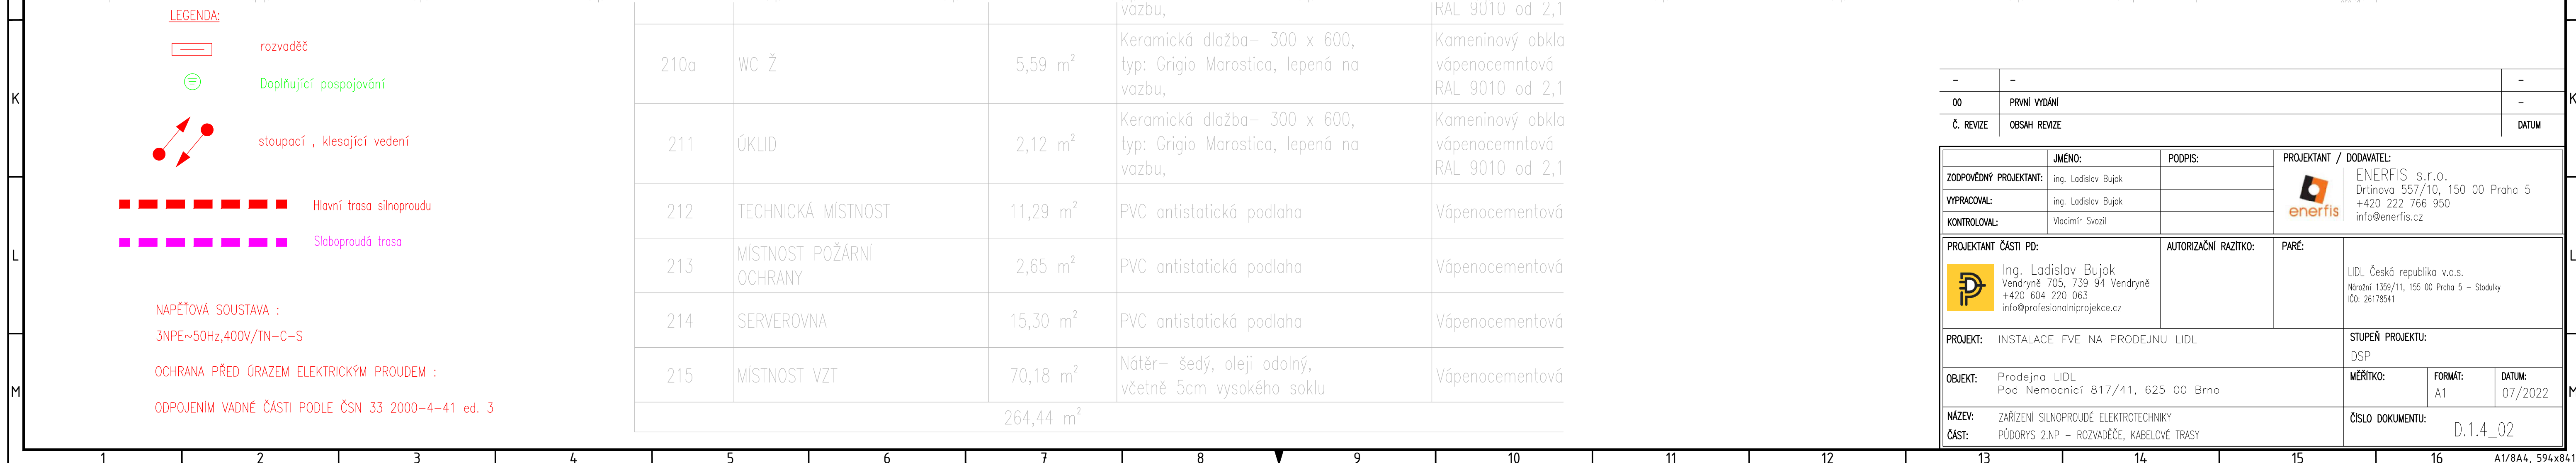 LEGENDA:
rozvaděč
Doplňující pospojování
stoupací , klesající vedení
Hlavní trasa silnoproudu
Slaboproudá trasa
NAPĚŤOVÁ SOUSTAVA :
3NPE~50Hz,400V/TN-C-S
OCHRANA PŘED ÚRAZEM ELEKTRICKÝM PROUDEM :
ODPOJENÍM VADNÉ ČÁSTI PODLE ČSN 33 2000-4-41 ed. 3
vazbu,
RAL 9010 od 2,1
210a WC Ž 5,59 m²
Keramická dlažba- 300 x 600,
typ: Grigio Marostica, lepená na
vazbu,
Kameninový obkla
vápenocemntová
RAL 9010 od 2,1
211 ÚKLID 2,12 m²
Keramická dlažba- 300 x 600,
typ: Grigio Marostica, lepená na
vazbu,
Kameninový obkla
vápenocemntová
RAL 9010 od 2,1
212 TECHNICKÁ MÍSTNOST 11,29 m² PVC antistatická podlaha Vápenocementová
213 MÍSTNOST POŽÁRNÍ
OCHRANY
2,65 m² PVC antistatická podlaha Vápenocementová
214 SERVEROVNA 15,30 m² PVC antistatická podlaha Vápenocementová
215 MÍSTNOST VZT 70,18 m²
Nátěr- šedý, oleji odolný,
včetně 5cm vysokého soklu
Vápenocementová
264,44 m²
- - -
00 PRVNÍ VYDÁNÍ -
Č. REVIZE OBSAH REVIZE DATUM
JMÉNO: PODPIS:
ZODPOVĚDNÝ PROJEKTANT: ing. Ladislav Bujok
VYPRACOVAL: ing. Ladislav Bujok
KONTROLOVAL: Vladimír Svozil
PROJEKTANT / DODAVATEL:
enerfis
ENERFIS s.r.o.
Drtinova 557/10, 150 00 Praha 5
+420 222 766 950
info@enerfis.cz
PROJEKTANT ČÁSTI PD:
Ing. Ladislav Bujok
Vendryně 705, 739 94 Vendryně
+420 604 220 063
info@profesionalniprojekce.cz
AUTORIZAČNÍ RAZÍTKO:
PARÉ:
LIDL Česká republika v.o.s.
Nárožní 1359/11, 155 00 Praha 5 - Stodulky
IČO: 26178541
PROJEKT: INSTALACE FVE NA PRODEJNU LIDL
STUPEŇ PROJEKTU:
DSP
OBJEKT: Prodejna LIDL
Pod Nemocnicí 817/41, 625 00 Brno
MĚŘÍTKO: FORMÁT: DATUM:
A1 07/2022
NÁZEV: ZAŘÍZENÍ SILNOPROUDÉ ELEKTROTECHNIKY
ČÁST: PŮDORYS 2.NP - ROZVADĚČE, KABELOVÉ TRASY
ČÍSLO DOKUMENTU:
D.1.4_02
K
L
M
K
L
M
1 2 3 4 5 6 7 8 9 10 11 12 13 14 15 16
A1/8A4, 594x841